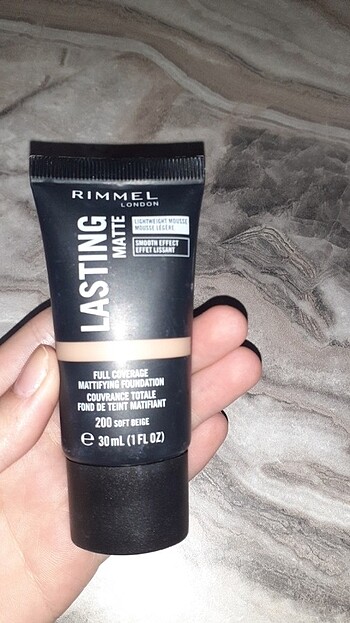 RIMMEL
LONDON
LASTING
MATTE
LIGHTWEIGHT MOUSSE
MOUSSE LÉGÈRE
SMOOTH EFFECT
EFFET LISSANT
FULL COVERAGE
MATTIFYING FOUNDATION
COUVRANCE TOTALE
FOND DE TEINT MATIFIANT
200 SOFT BEIGE
℮ 30mL (1 FL OZ)